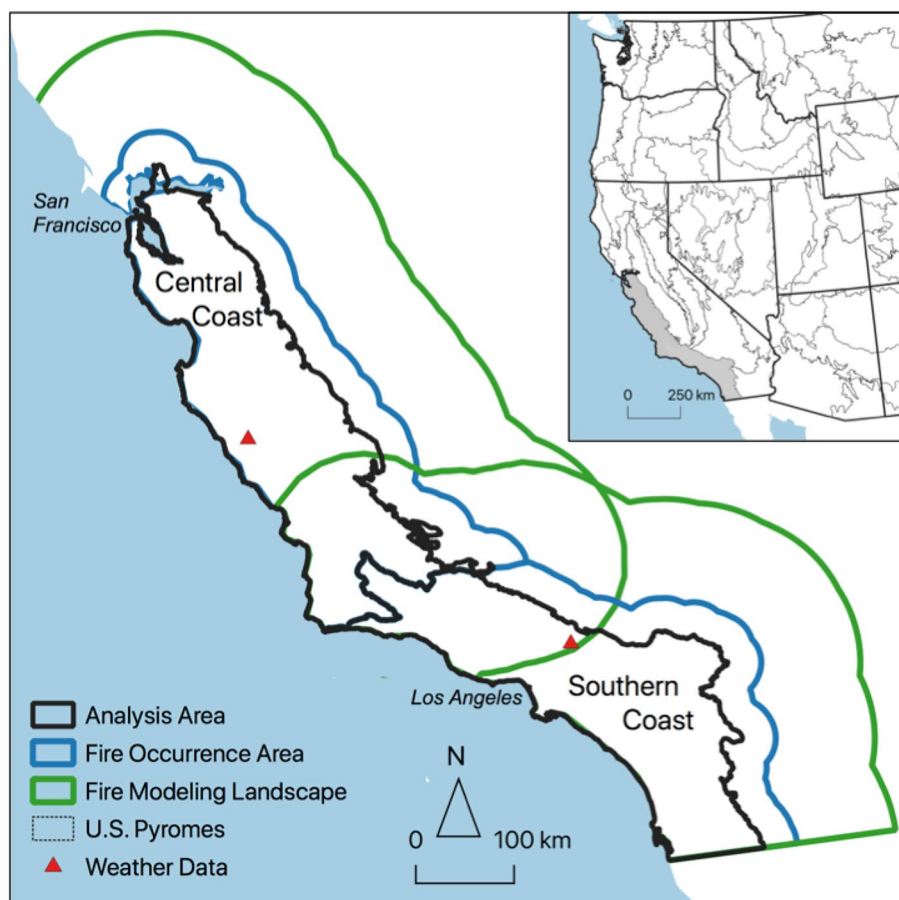 San
Francisco
Central
Coast
0 250 km
Los Angeles
Southern
Coast
Analysis Area
Fire Occurrence Area
Fire Modeling Landscape
U.S. Pyromes
Weather Data
N
0 100 km